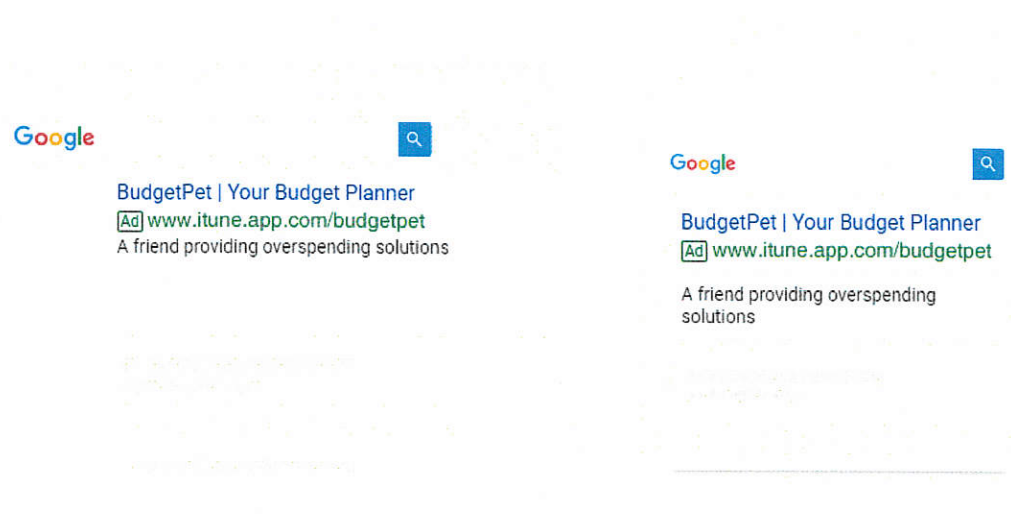 Google
BudgetPet | Your Budget Planner
Ad www.itune.app.com/budgetpet
A friend providing overspending solutions
Google
BudgetPet | Your Budget Planner
Ad www.itune.app.com/budgetpet
A friend providing overspending
solutions